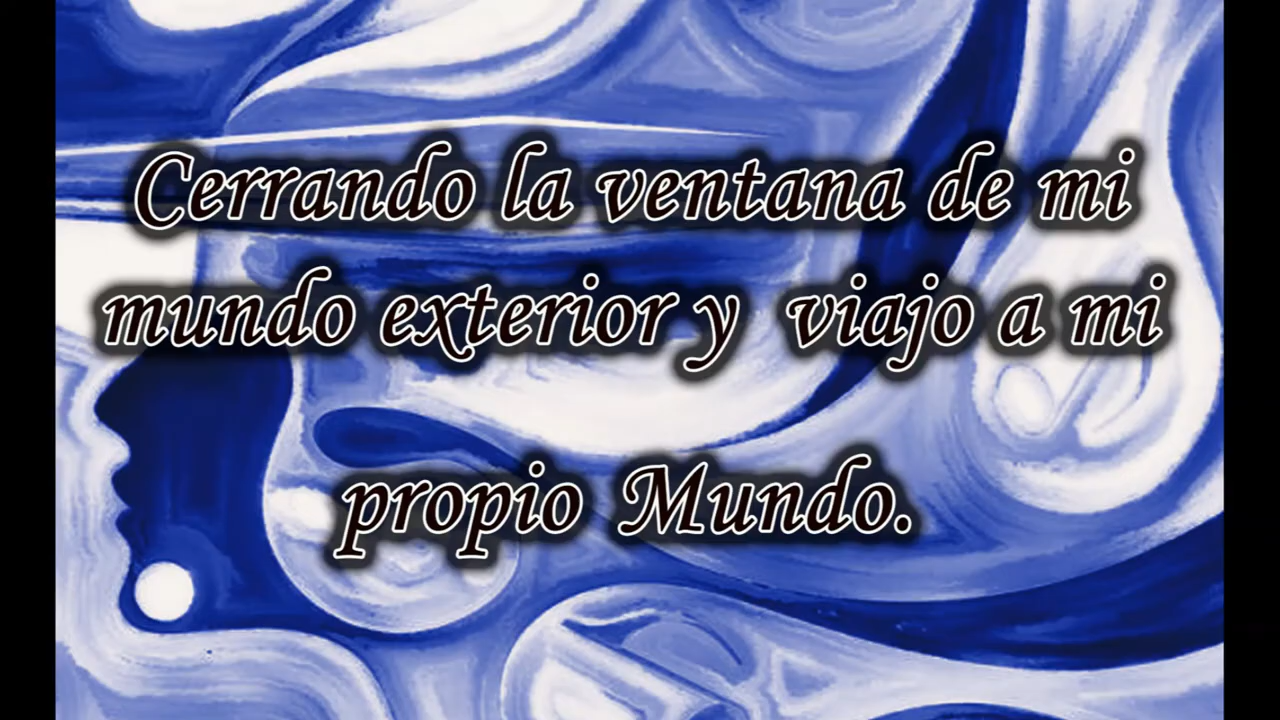 Cerrando la ventana de mi
mundo exterior y viajo a mi
propio Mundo.